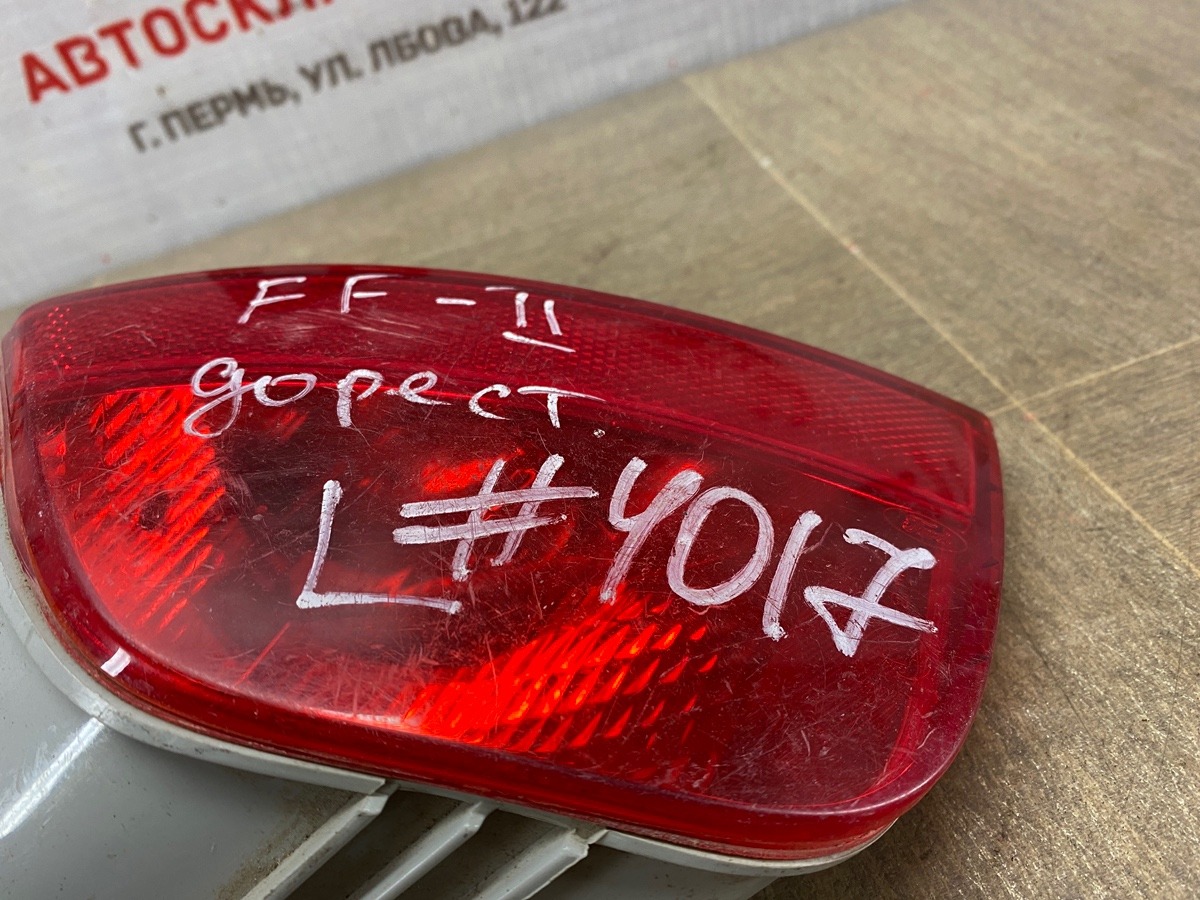 АВТОСКЛ
Г. ПЕРМЬ, УЛ. ЛБОВА, 122
FF-II
дорест.
L #4017